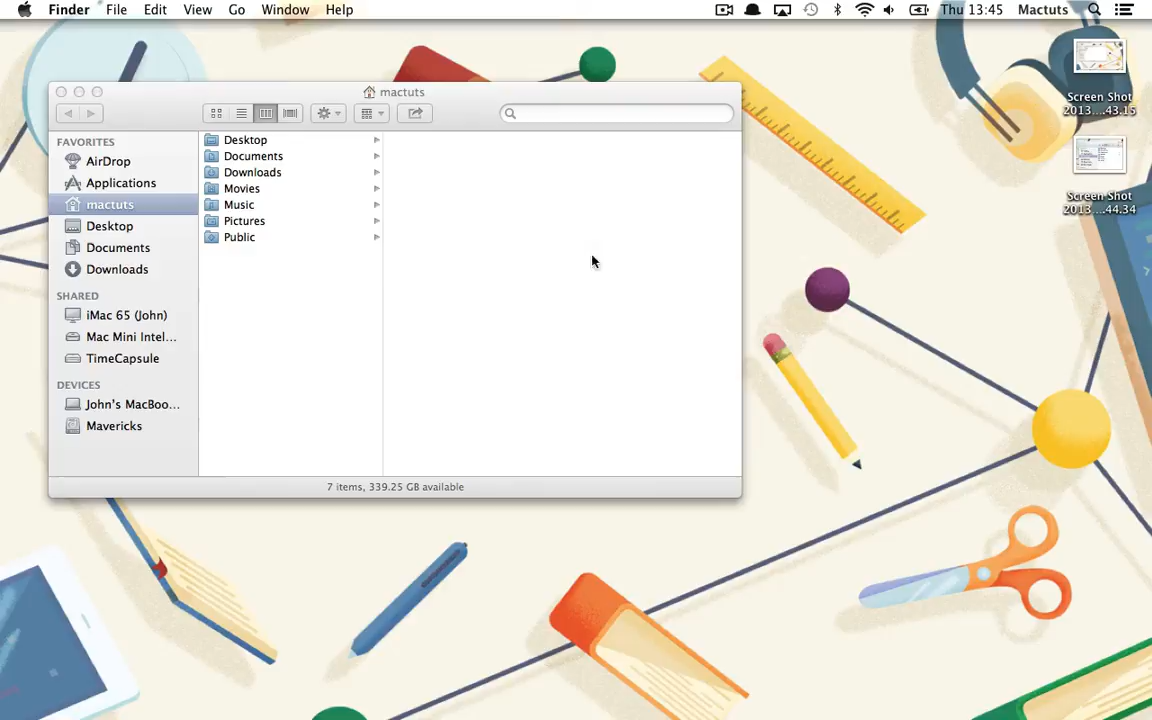 Finder File Edit View Go Window Help Thu 13:45 Mactuts
mactuts
FAVORITES
AirDrop
Applications
mactuts
Desktop
Documents
Downloads
SHARED
iMac 65 (John)
Mac Mini Intel...
TimeCapsule
DEVICES
John's MacBoo...
Mavericks
Desktop
Documents
Downloads
Movies
Music
Pictures
Public
7 items, 339.25 GB available
Screen Shot
2013 ....43.15
Screen Shot
2013 ....44.34